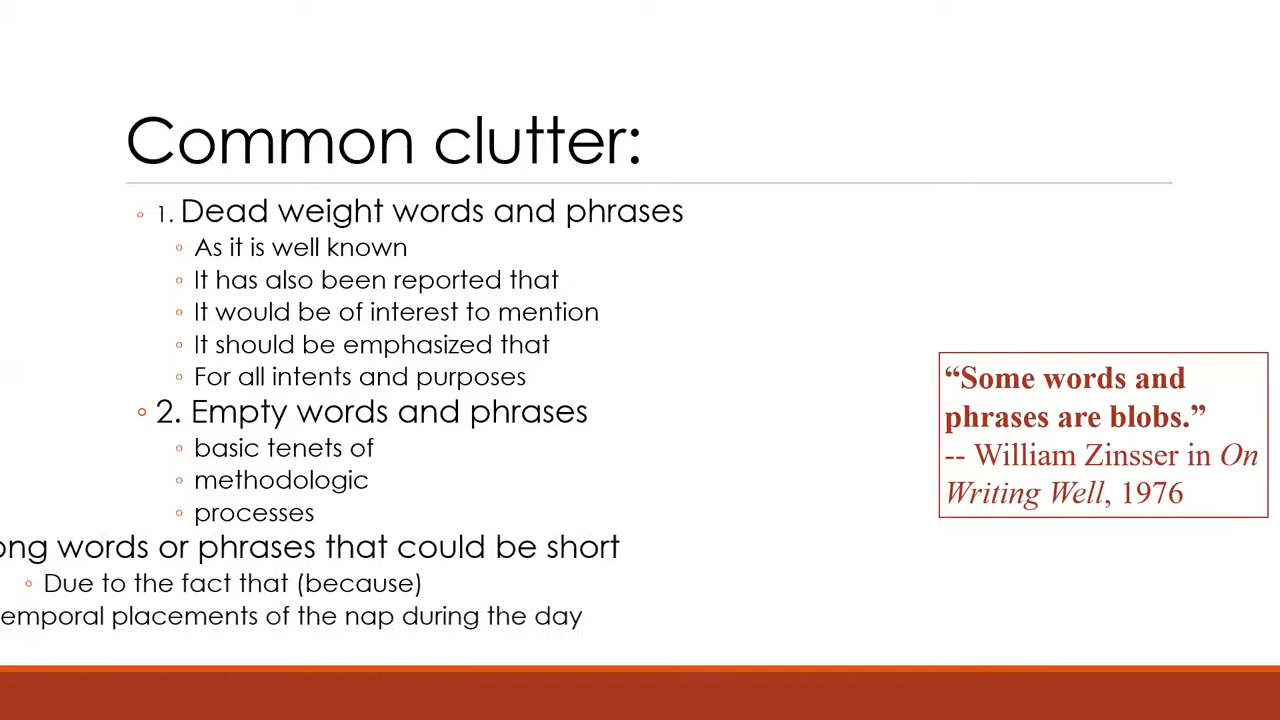 Common clutter:
1. Dead weight words and phrases
As it is well known
It has also been reported that
It would be of interest to mention
It should be emphasized that
For all intents and purposes
2. Empty words and phrases
basic tenets of
methodologic
processes
ong words or phrases that could be short
Due to the fact that (because)
emporal placements of the nap during the day
“Some words and
phrases are blobs.”
-- William Zinsser in On
Writing Well, 1976